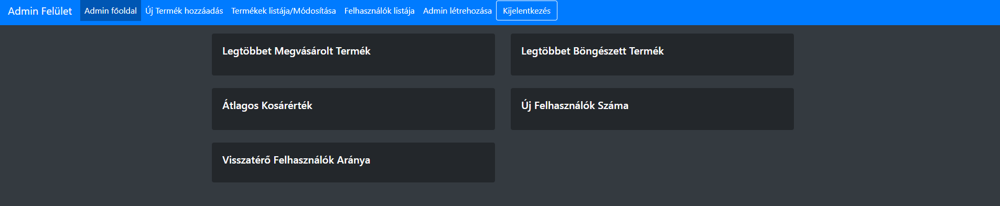 Admin Felület Admin főoldal Új Termék hozzáadás Termékek listája/Módosítása Felhasználók listája Admin létrehozása Kijelentkezés
Legtöbbet Megvásárolt Termék
Legtöbbet Böngészett Termék
Átlagos Kosárérték
Új Felhasználók Száma
Visszatérő Felhasználók Aránya